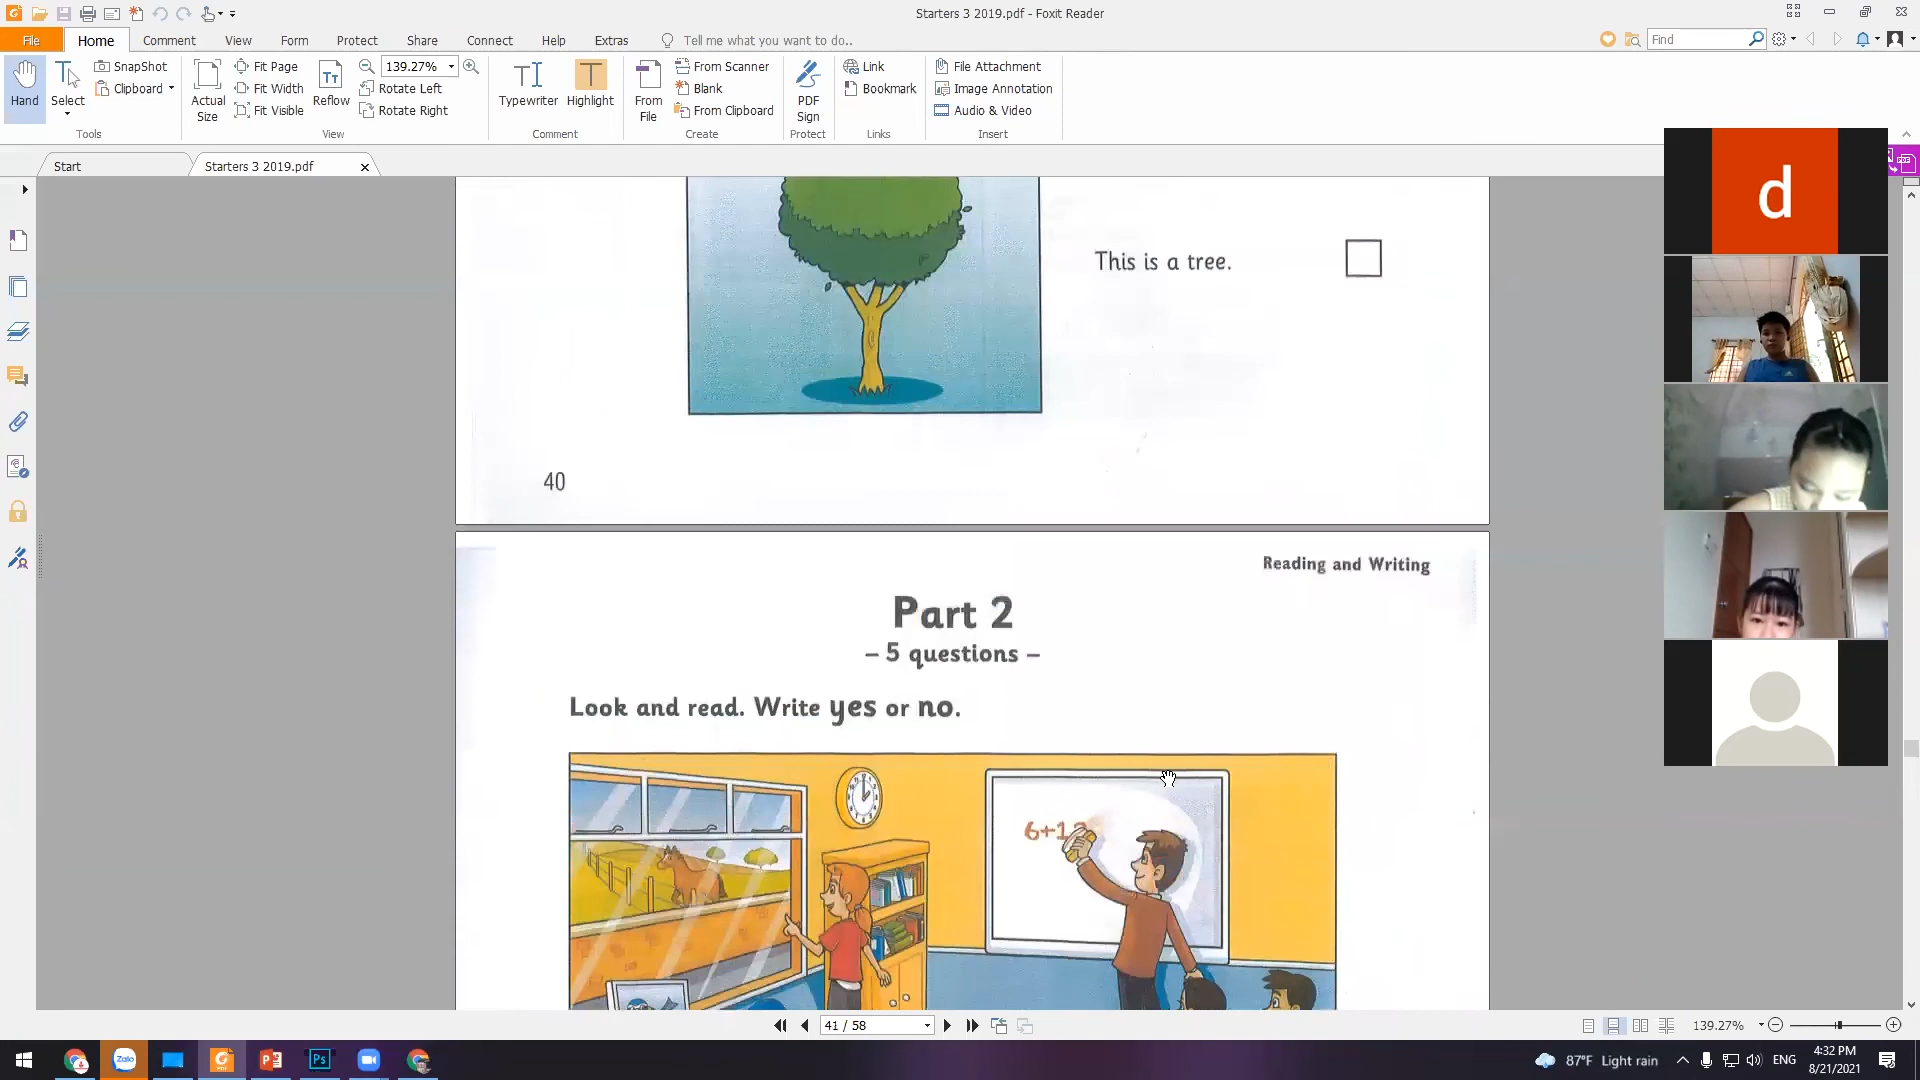 Starters 3 2019.pdf - Foxit Reader
File Home Comment View Form Protect Share Connect Help Extras Tell me what you want to do.. Find
Hand
Select
SnapShot
Clipboard
Tools
Actual Size
Fit Page
Fit Width
Fit Visible
Reflow
139.27%
Rotate Left
Rotate Right
View
Typewriter
Highlight
Comment
From File
From Scanner
Blank
From Clipboard
Create
PDF Sign
Protect
Link
Bookmark
Links
File Attachment
Image Annotation
Audio & Video
Insert
Start
Starters 3 2019.pdf
d
This is a tree.
40
Reading and Writing
Part 2
– 5 questions –
Look and read. Write yes or no.
6+1
41 / 58
139.27%
Zalo
Ps
87°F Light rain
ENG
4:32 PM
8/21/2021